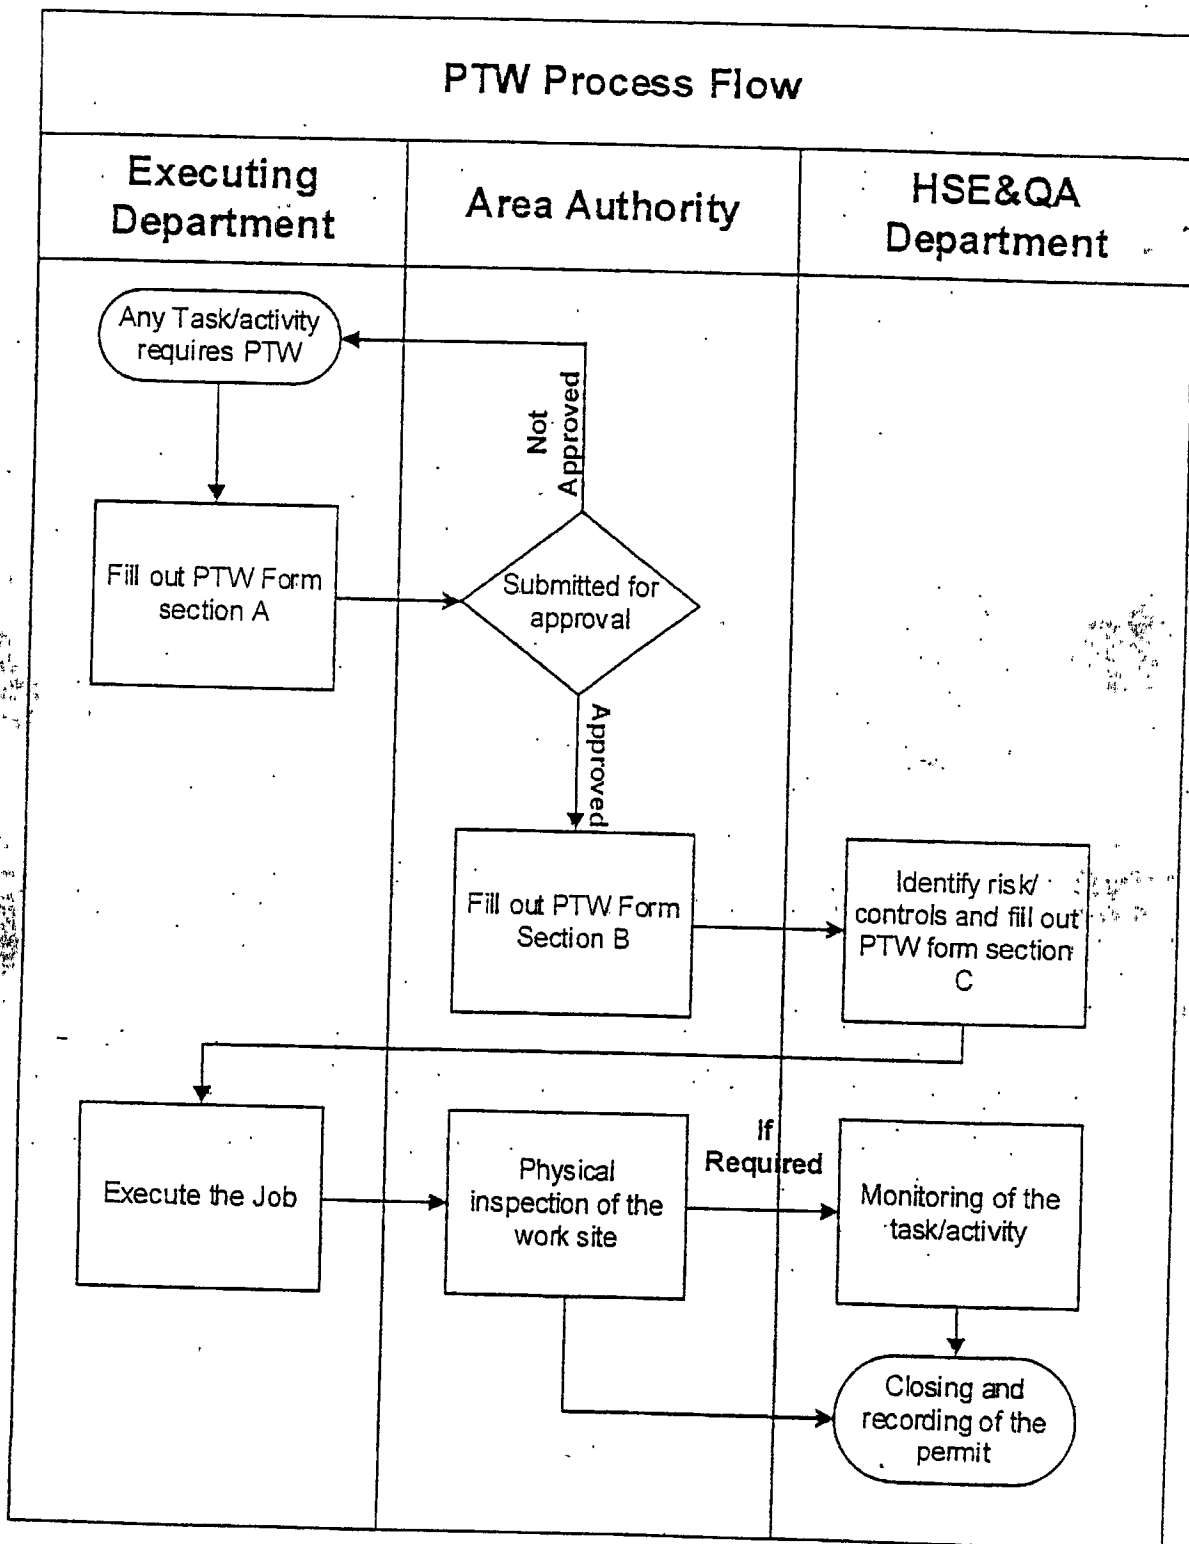 PTW Process Flow
Executing
Department
Area Authority
HSE&QA
Department
Any Task/activity
requires PTW
Not
Approved
Fill out PTW Form
section A
Submitted for
approval
Approved
Fill out PTW Form
Section B
Identify risk/
controls and fill out
PTW form section
C
Execute the Job
Physical
inspection of the
work site
If
Required
Monitoring of the
task/activity
Closing and
recording of the
permit